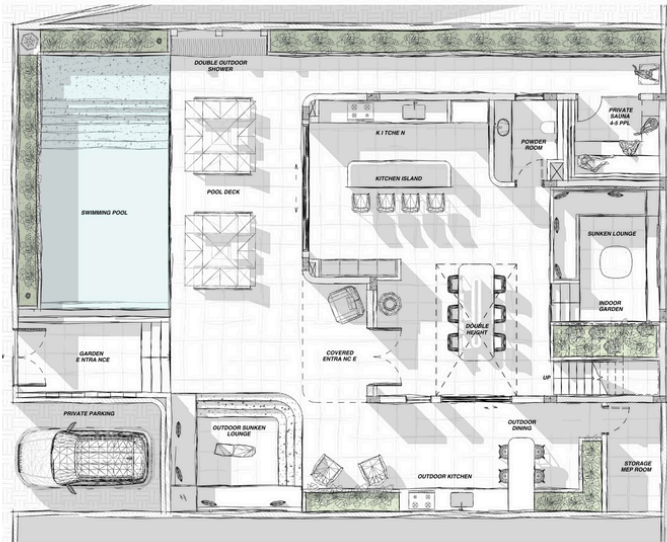 DOUBLE OUTDOOR
SHOWER
PRIVATE
SAUNA
4-5 PPL
K I TCHE N
POWDER
ROOM
KITCHEN ISLAND
POOL DECK
SWIMMING POOL
SUNKEN LOUNGE
INDOOR
GARDEN
DOUBLE
HEIGHT
GARDEN
E NTRA NCE
COVERED
ENTRA NC E
UP
PRIVATE PARKING
OUTDOOR SUNKEN
LOUNGE
OUTDOOR
DINING
STORAGE
MEP ROOM
OUTDOOR KITCHEN